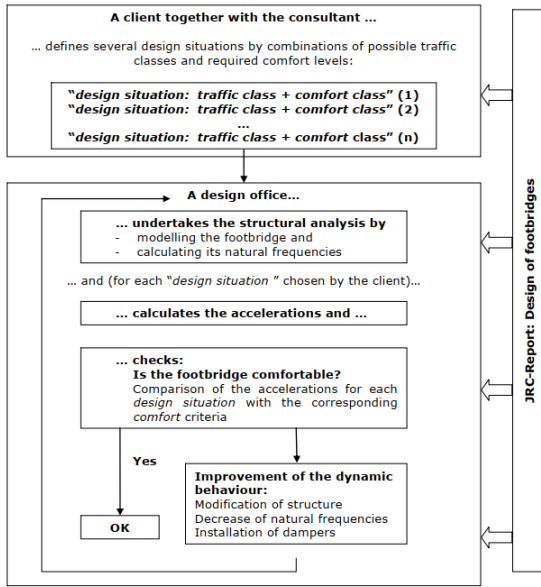 A client together with the consultant ...
... defines several design situations by combinations of possible traffic
classes and required comfort levels:
“design situation: traffic class + comfort class” (1)
“design situation: traffic class + comfort class” (2)
...
“design situation: traffic class + comfort class” (n)
A design office...
... undertakes the structural analysis by
- modelling the footbridge and
- calculating its natural frequencies
... and (for each “design situation ” chosen by the client)...
... calculates the accelerations and ...
... checks:
Is the footbridge comfortable?
Comparison of the accelerations for each
design situation with the corresponding
comfort criteria
Yes
Improvement of the dynamic
behaviour:
Modification of structure
Decrease of natural frequencies
Installation of dampers
OK
JRC-Report: Design of footbridges